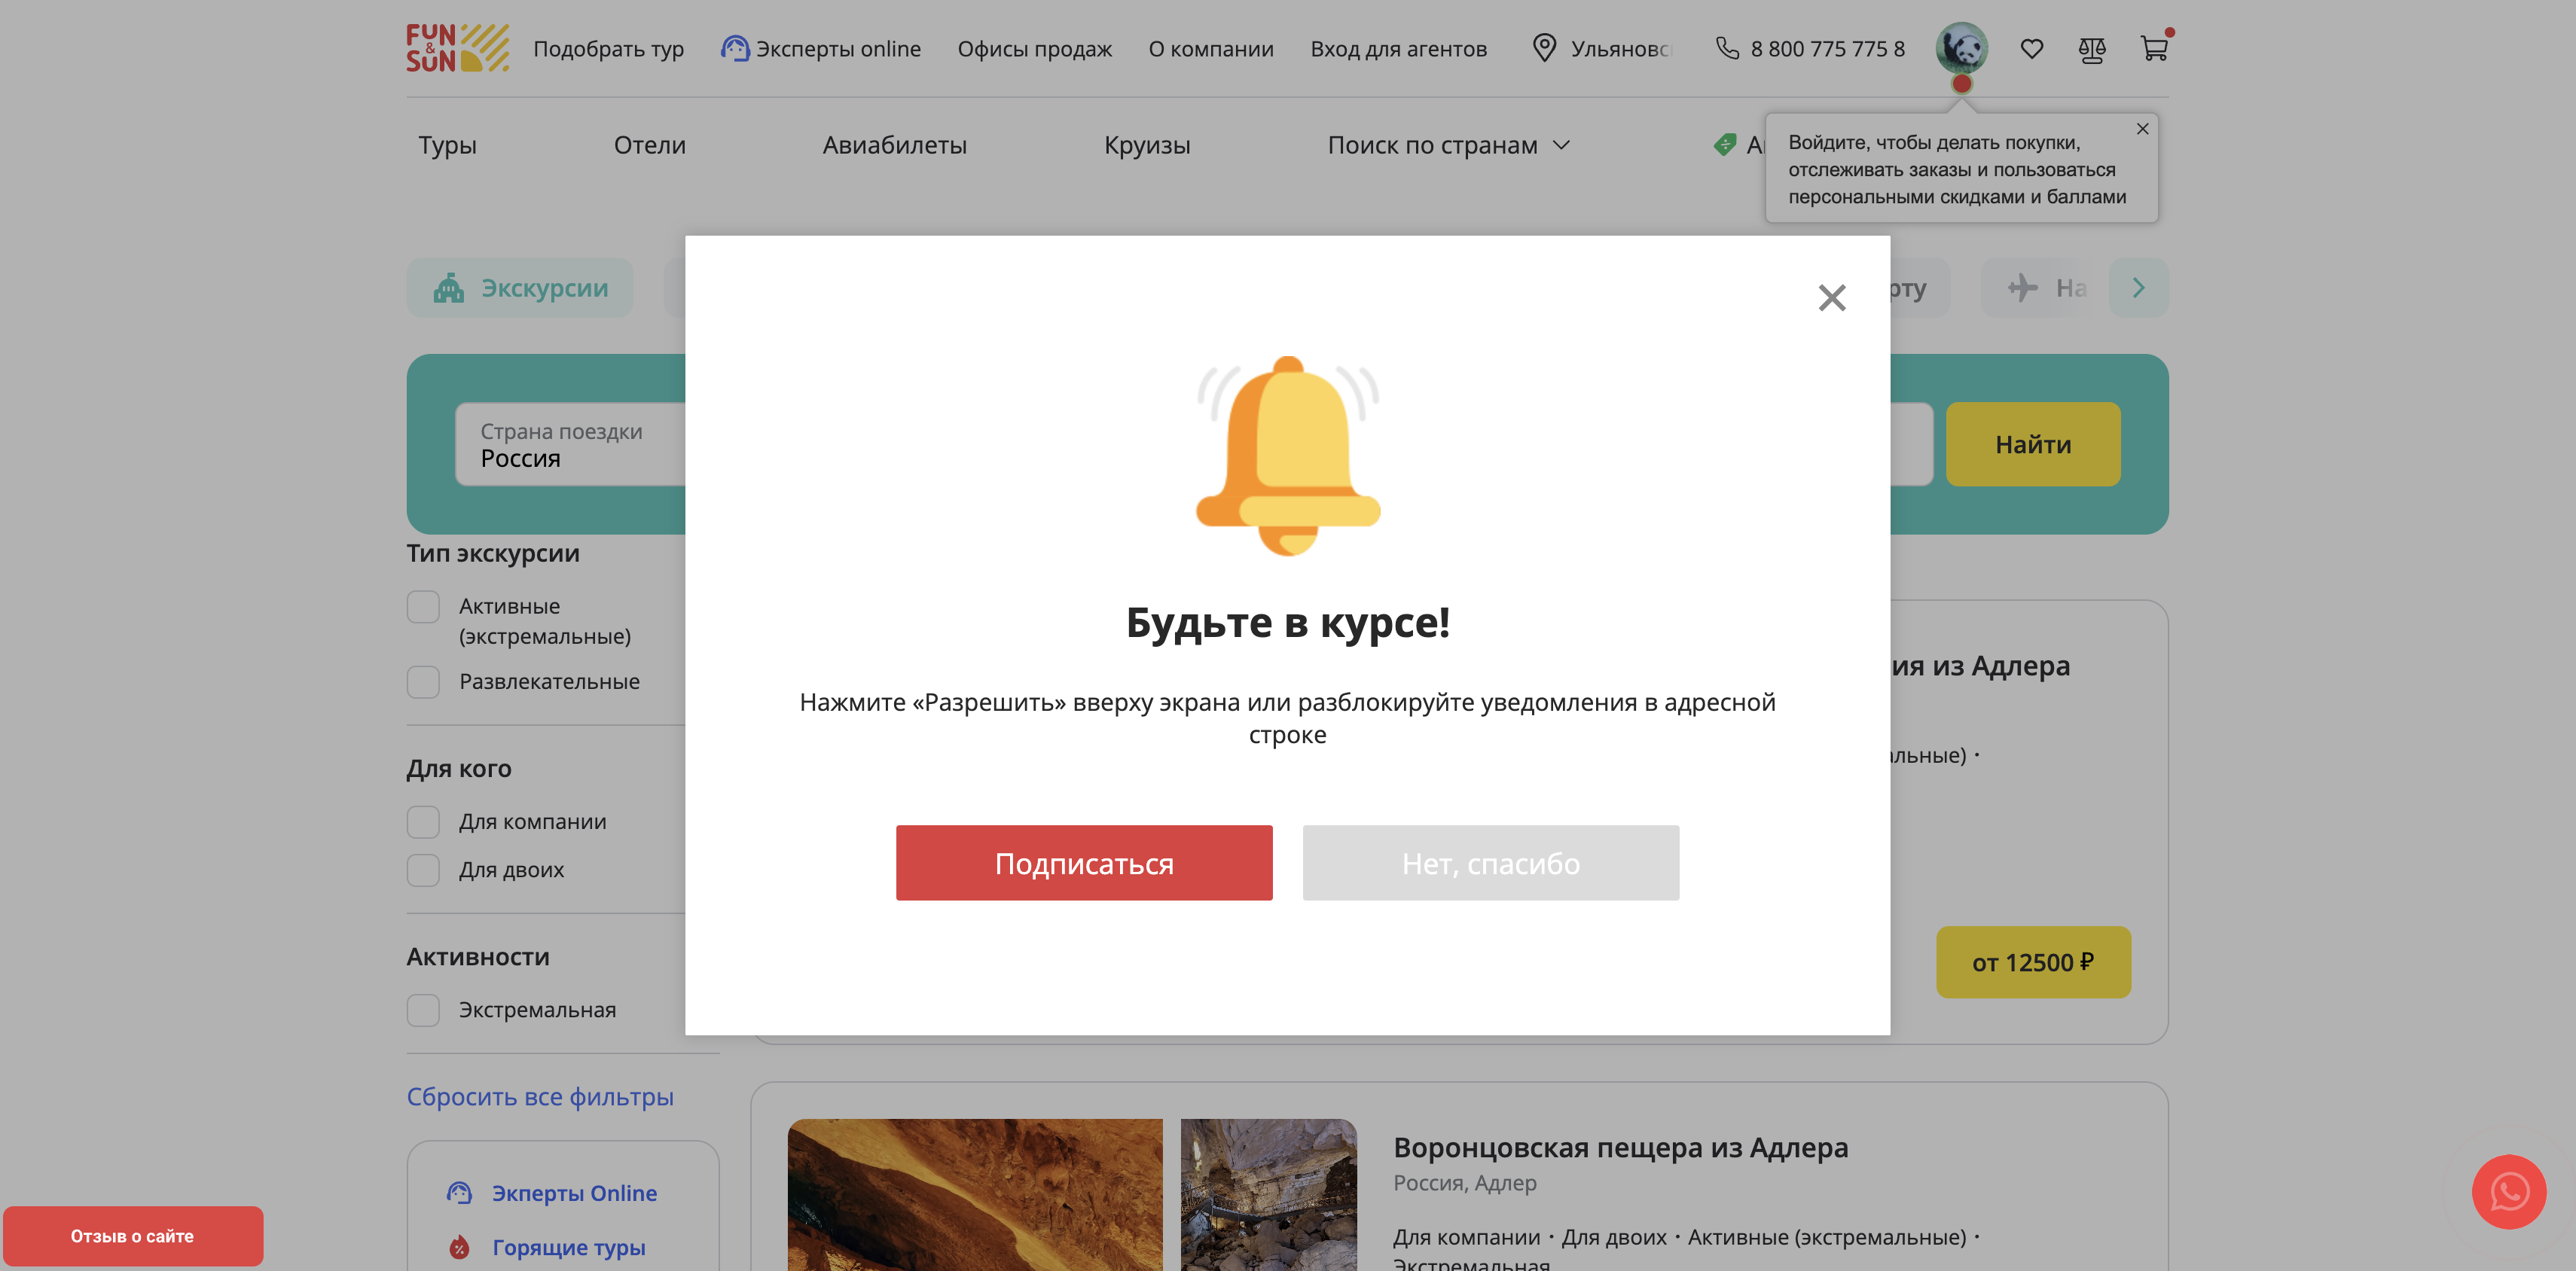 FUN & SUN
Подобрать тур
Эксперты online
Офисы продаж
О компании
Вход для агентов
Ульяновс
8 800 775 775 8
Туры
Отели
Авиабилеты
Круизы
Поиск по странам
Войдите, чтобы делать покупки,
отслеживать заказы и пользоваться
персональными скидками и баллами
Экскурсии
рту
На
Страна поездки
Россия
Найти
Будьте в курсе!
Нажмите «Разрешить» вверху экрана или разблокируйте уведомления в адресной
строке
Подписаться
Нет, спасибо
Тип экскурсии
Активные
(экстремальные)
Развлекательные
Для кого
Для компании
Для двоих
Активности
Экстремальная
Сбросить все фильтры
Экперты Online
Горящие туры
Отзыв о сайте
ия из Адлера
альные) ·
от 12500 ₽
Воронцовская пещера из Адлера
Россия, Адлер
Для компании · Для двоих · Активные (экстремальные) ·
Экстремальная